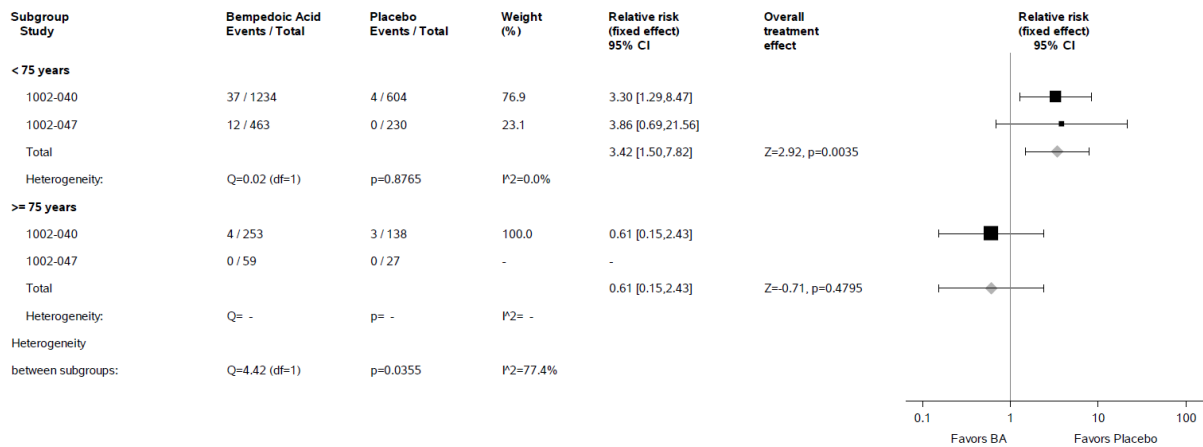 Subgroup Bempedoic Acid Placebo Weight Relative risk Overall Relative risk
Study Events / Total Events / Total (%) (fixed effect) treatment (fixed effect)
95% CI effect 95% CI
< 75 years
1002-040 37 / 1234 4 / 604 76.9 3.30 [1.29,8.47]
1002-047 12 / 463 0 / 230 23.1 3.86 [0.69,21.56]
Total 3.42 [1.50,7.82] Z=2.92, p=0.0035
Heterogeneity: Q=0.02 (df=1) p=0.8765 I^2=0.0%
>= 75 years
1002-040 4 / 253 3 / 138 100.0 0.61 [0.15,2.43]
1002-047 0 / 59 0 / 27 - -
Total 0.61 [0.15,2.43] Z=-0.71, p=0.4795
Heterogeneity: Q= - p= - I^2= -
Heterogeneity
between subgroups: Q=4.42 (df=1) p=0.0355 I^2=77.4%
0.1 1 10 100
Favors BA Favors Placebo